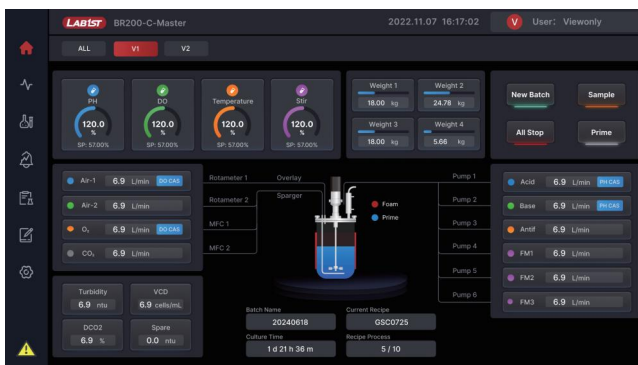 LABIST BR200-C-Master 2022.11.07 16:17:02 V User: Viewonly
ALL V1 V2
PH DO Temperature Stir
120.0 120.0 120.0 120.0
% % % %
SP: 57.00% SP: 57.00% SP: 57.00% SP: 57.00%
Weight 1 Weight 2
18.00 kg 24.78 kg
Weight 3 Weight 4
18.00 kg 5.66 kg
New Batch Sample
All Stop Prime
Air-1 6.9 L/min DO CAS
Air-2 6.9 L/min
O₂ 6.9 L/min DO CAS
CO₂ 6.9 L/min
Rotameter 1 Overlay
Rotameter 2 Sparger
MFC 1
MFC 2
Foam
Prime
Pump 1
Pump 2
Pump 3
Pump 4
Pump 5
Pump 6
Acid 6.9 L/min PH CAS
Base 6.9 L/min PH CAS
Antif 6.9 L/min
FM1 6.9 L/min
FM2 6.9 L/min
FM3 6.9 L/min
Turbidity VCD
6.9 ntu 6.9 cells/mL
DCO2 Spare
6.9 % 0.0 ntu
Batch Name Current Recipe
20240618 GSC0725
Culture Time Recipe Process
1 d 21 h 36 m 5 / 10